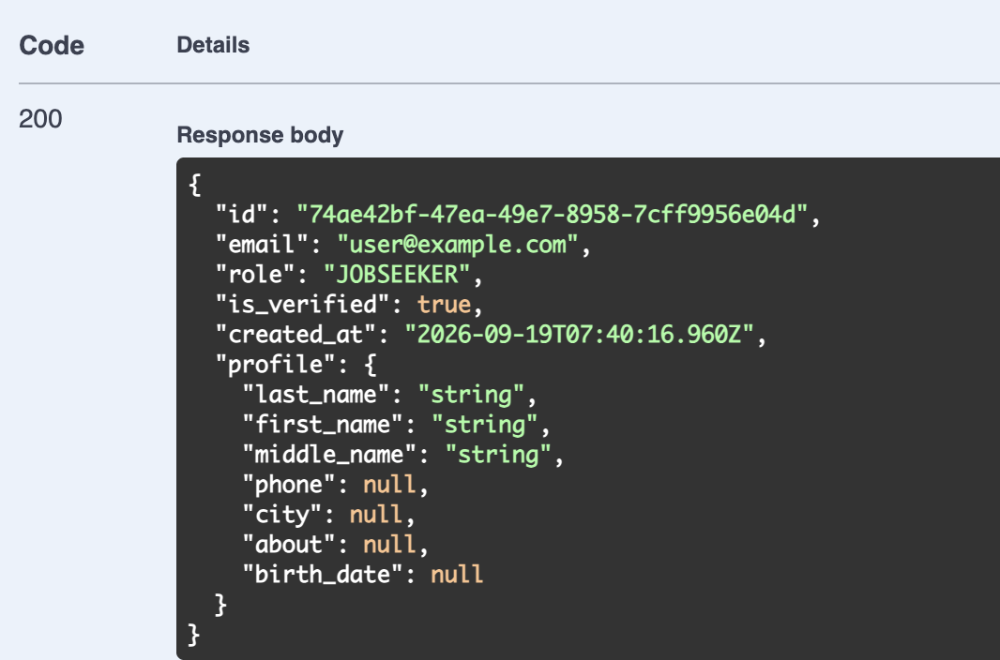 Code Details
200
Response body
{
  "id": "74ae42bf-47ea-49e7-8958-7cff9956e04d",
  "email": "user@example.com",
  "role": "JOBSEEKER",
  "is_verified": true,
  "created_at": "2026-09-19T07:40:16.960Z",
  "profile": {
    "last_name": "string",
    "first_name": "string",
    "middle_name": "string",
    "phone": null,
    "city": null,
    "about": null,
    "birth_date": null
  }
}